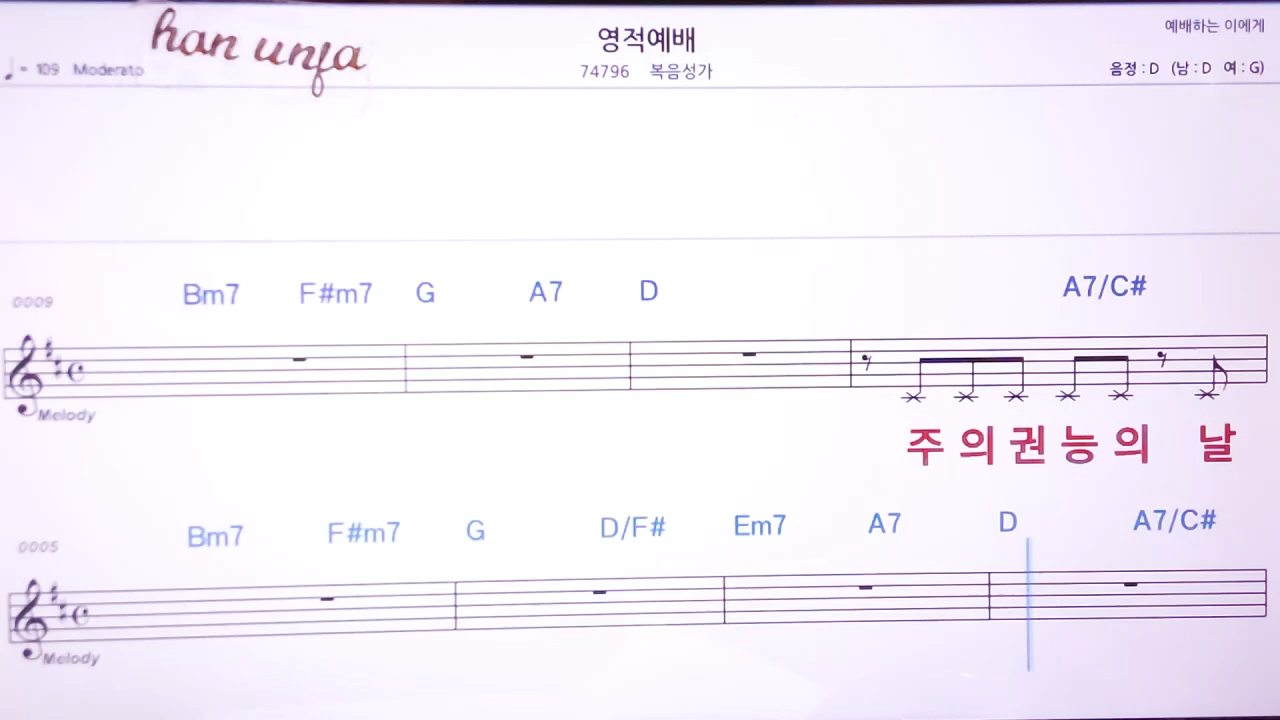 han unja
영적예배
예배하는 이에게
♩= 109 Moderato
74796 복음성가
음정 : D (남 : D 여 : G)
Bm7 F#m7 G A7 D A7/C#
0009
Melody
주 의 권 능 의 날
Bm7 F#m7 G D/F# Em7 A7 D A7/C#
0005
Melody